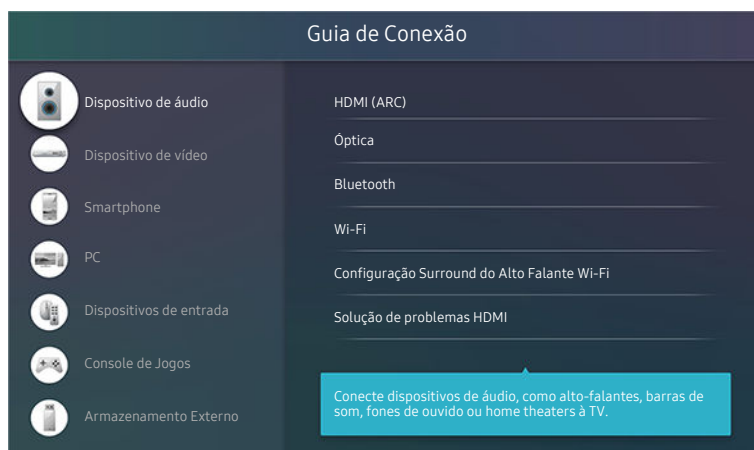 Guia de Conexão
Dispositivo de áudio
Dispositivo de vídeo
Smartphone
PC
Dispositivos de entrada
Console de Jogos
Armazenamento Externo
HDMI (ARC)
Óptica
Bluetooth
Wi-Fi
Configuração Surround do Alto Falante Wi-Fi
Solução de problemas HDMI
Conecte dispositivos de áudio, como alto-falantes, barras de
som, fones de ouvido ou home theaters à TV.